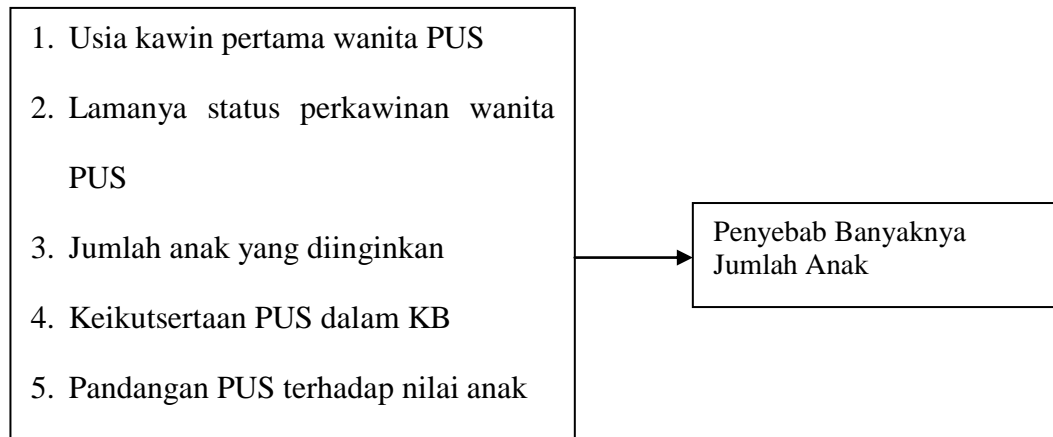 1. Usia kawin pertama wanita PUS
2. Lamanya status perkawinan wanita
PUS
3. Jumlah anak yang diinginkan
4. Keikutsertaan PUS dalam KB
5. Pandangan PUS terhadap nilai anak
Penyebab Banyaknya
Jumlah Anak